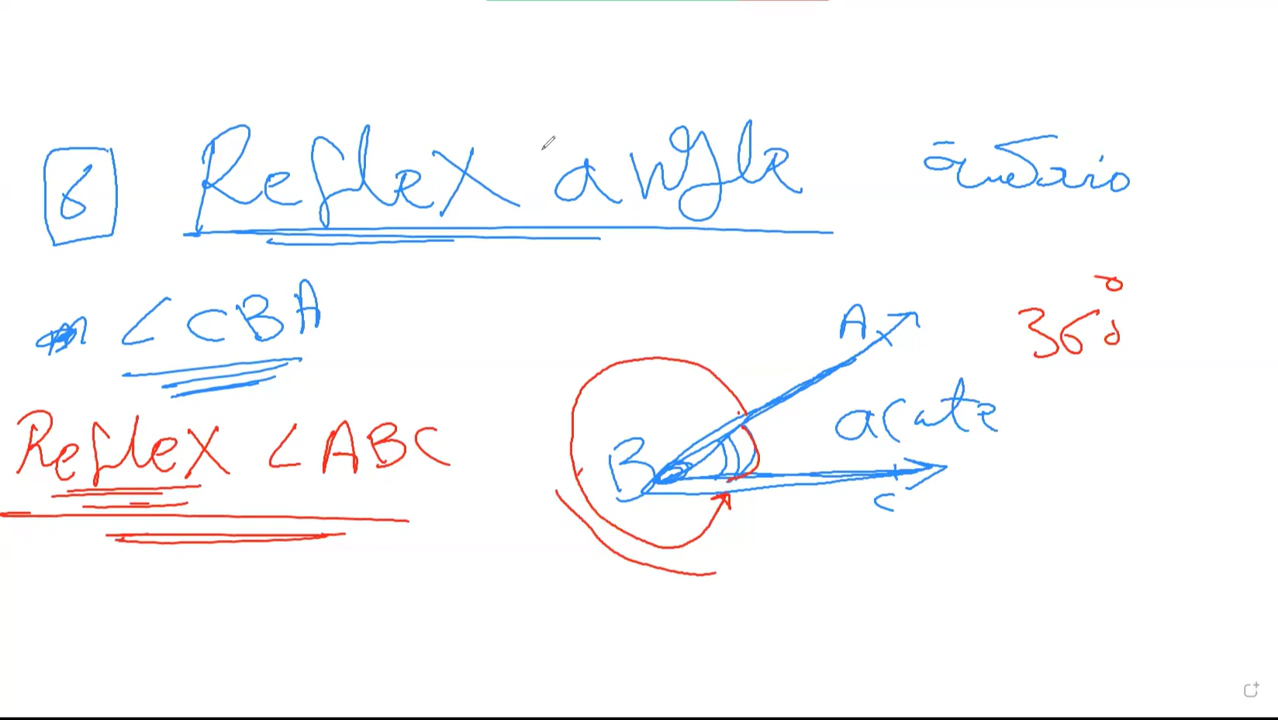 6 Reflex angle
∠CBA
Reflex ∠ABC
360°
A
acute
B
C